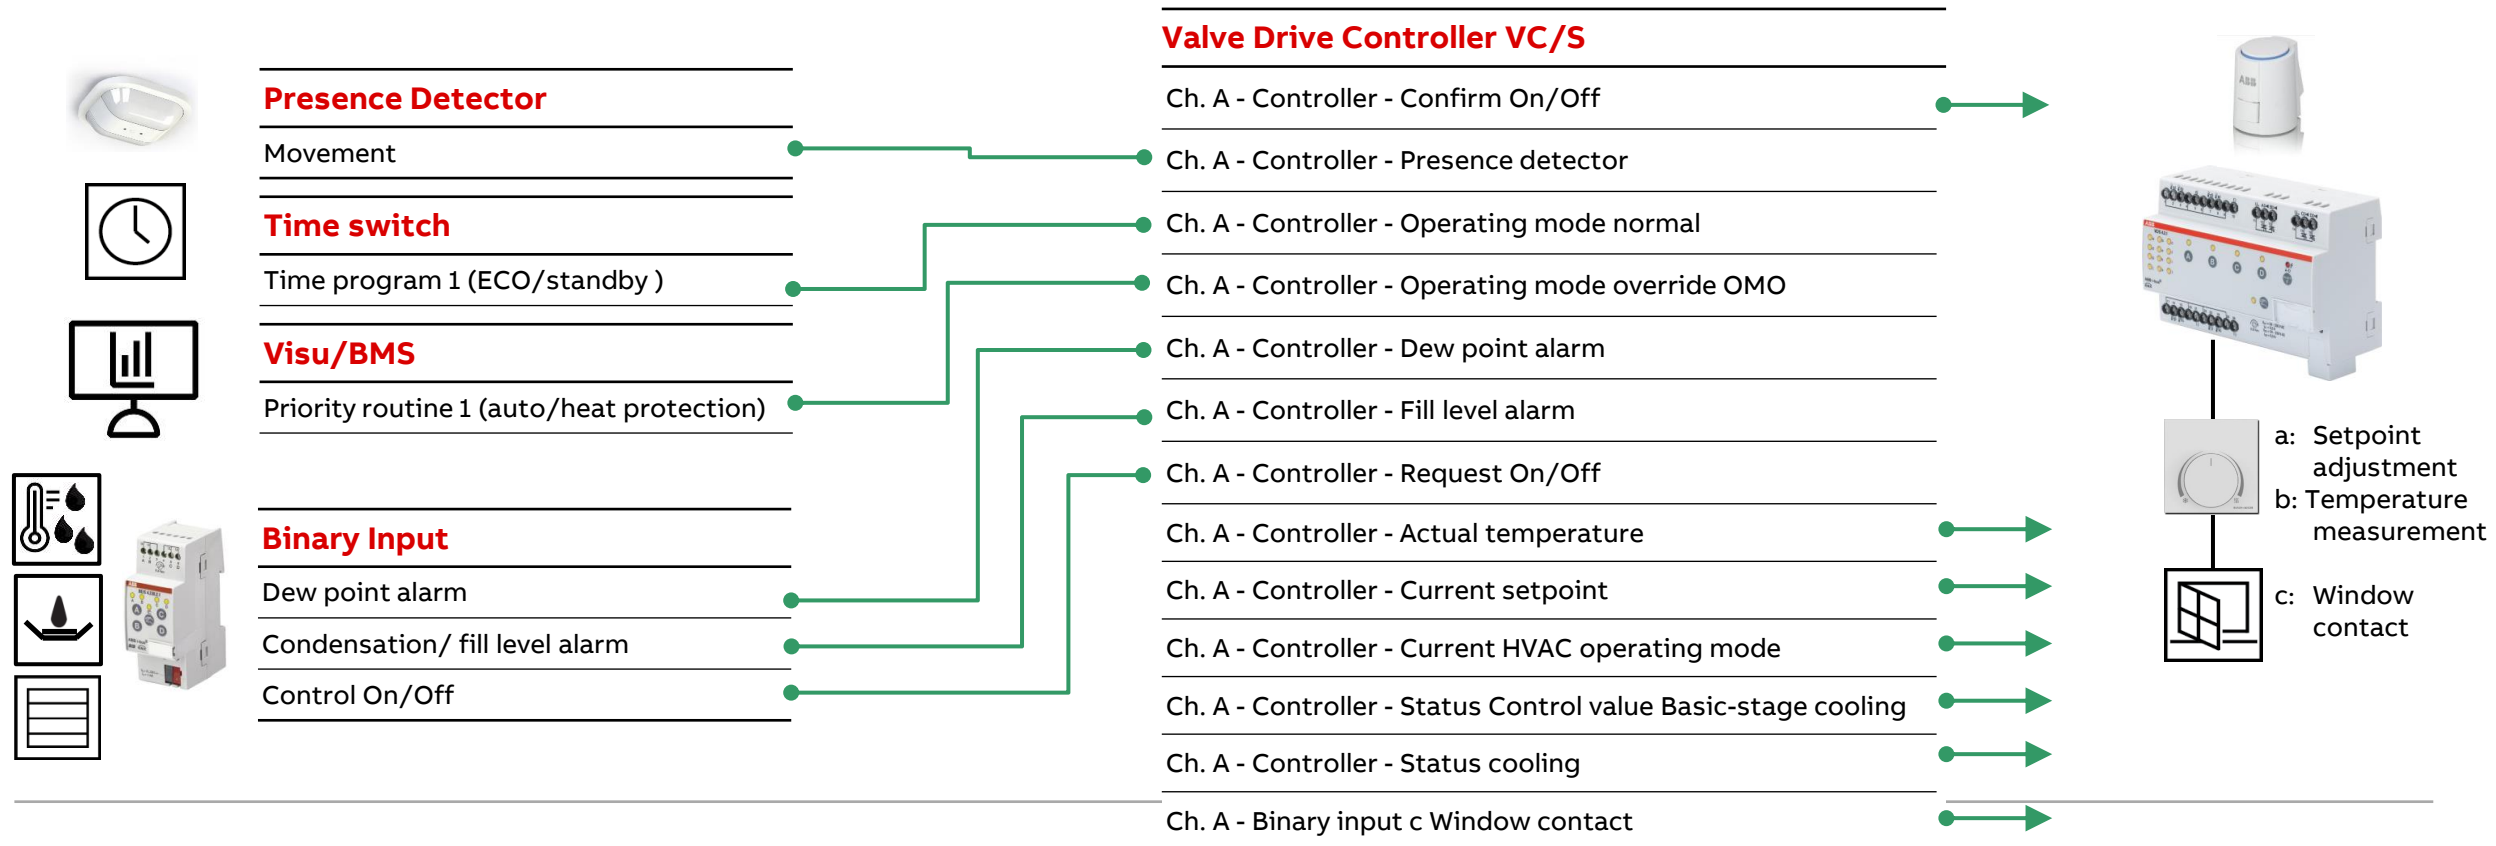 Presence Detector
Movement
Time switch
Time program 1 (ECO/standby )
Visu/BMS
Priority routine 1 (auto/heat protection)
Binary Input
Dew point alarm
Condensation/ fill level alarm
Control On/Off
Valve Drive Controller VC/S
Ch. A - Controller - Confirm On/Off
Ch. A - Controller - Presence detector
Ch. A - Controller - Operating mode normal
Ch. A - Controller - Operating mode override OMO
Ch. A - Controller - Dew point alarm
Ch. A - Controller - Fill level alarm
Ch. A - Controller - Request On/Off
Ch. A - Controller - Actual temperature
Ch. A - Controller - Current setpoint
Ch. A - Controller - Current HVAC operating mode
Ch. A - Controller - Status Control value Basic-stage cooling
Ch. A - Controller - Status cooling
Ch. A - Binary input c Window contact
ABB
A
B
C
D
a: Setpoint
adjustment
b: Temperature
measurement
c: Window
contact